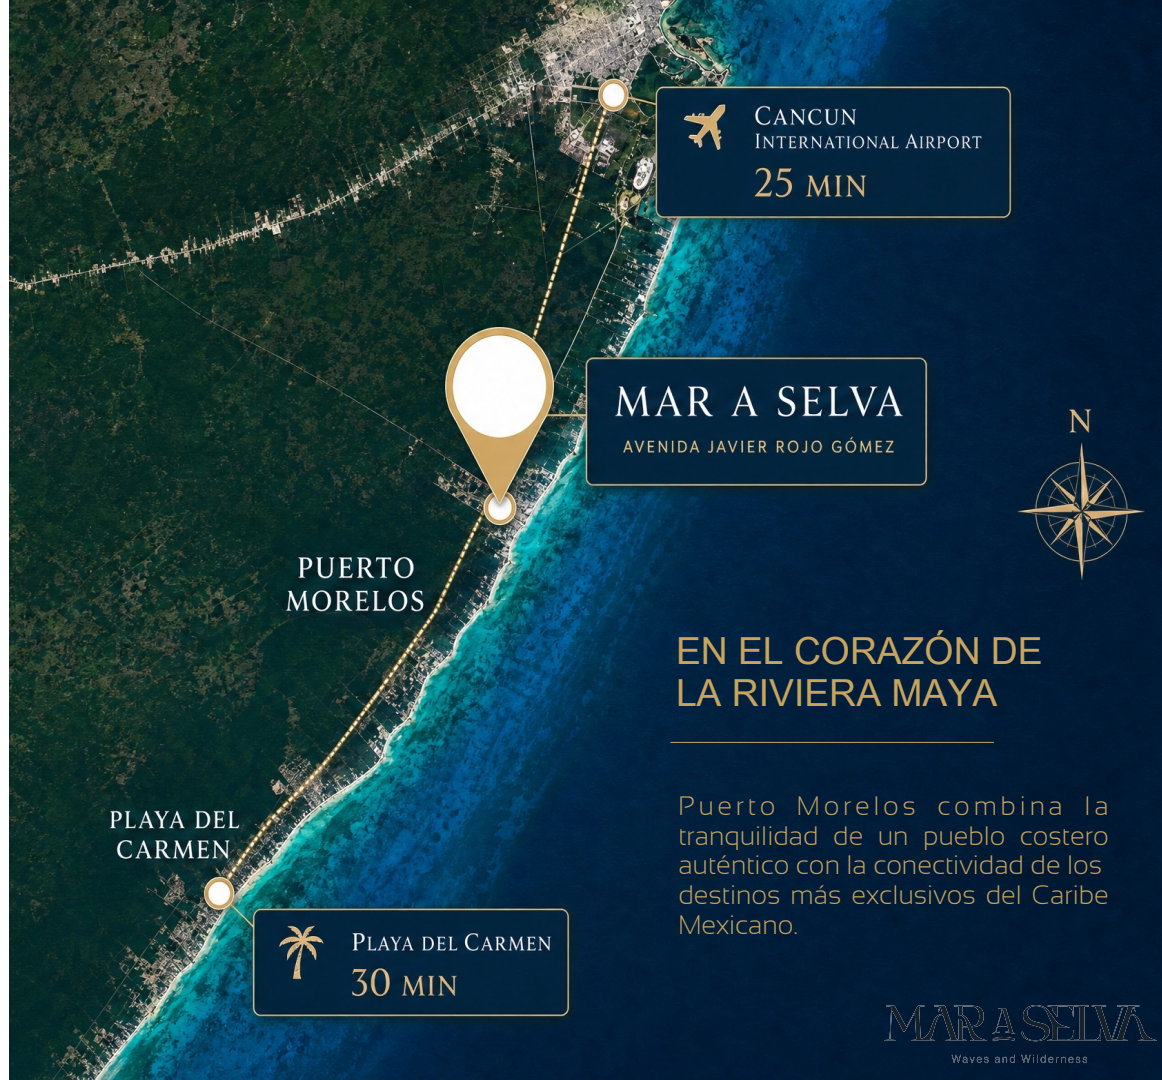 CANCUN
INTERNATIONAL AIRPORT
25 MIN
MAR A SELVA
AVENIDA JAVIER ROJO GÓMEZ
N
PUERTO
MORELOS
EN EL CORAZÓN DE
LA RIVIERA MAYA
Puerto Morelos combina la
tranquilidad de un pueblo costero
auténtico con la conectividad de los
destinos más exclusivos del Caribe
Mexicano.
PLAYA DEL
CARMEN
PLAYA DEL CARMEN
30 MIN
MAR A SELVA
Waves and Wilderness